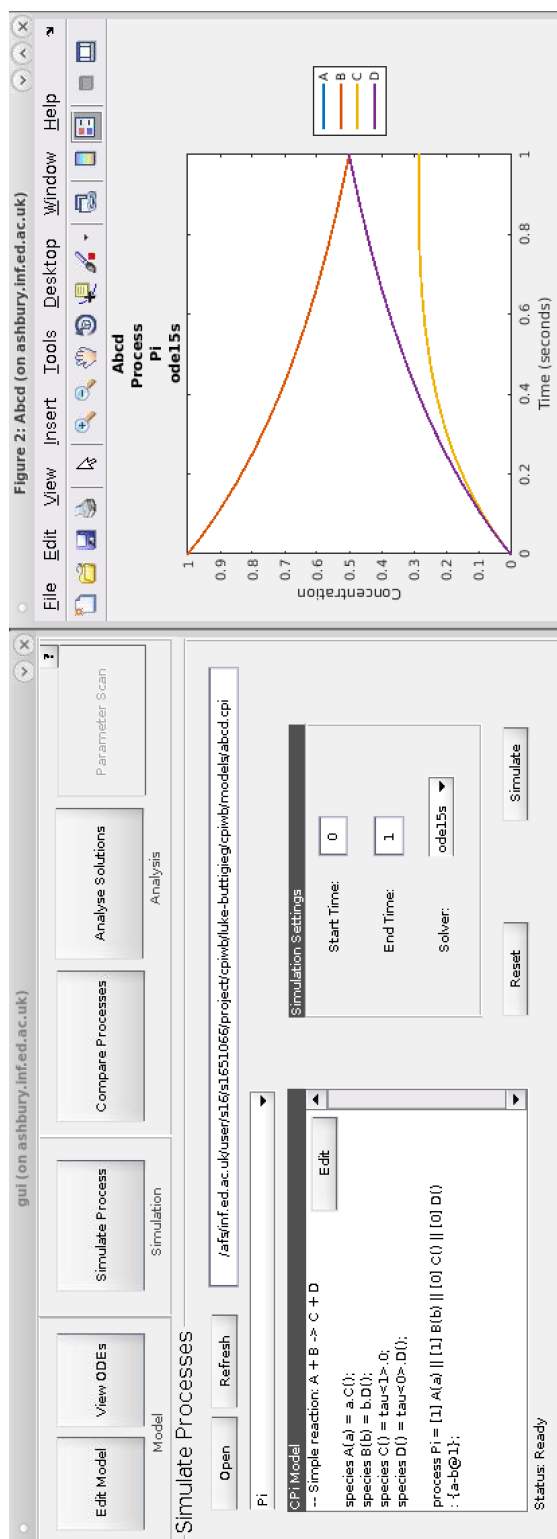 gui (on ashbury.inf.ed.ac.uk)
?
Edit Model
View ODEs
Simulate Process
Compare Processes
Analyse Solutions
Parameter Scan
Model
Simulation
Analysis
Simulate Processes
Open
Refresh
/afs/inf.ed.ac.uk/user/s16/s1651066/project/cpiwb/luke-buttigieg/cpiwb/models/abcd.cpi
Pi
CPi Model
-- Simple reaction: A + B -> C + D
Edit
species A(a) = a.C();
species B(b) = b.D();
species C() = tau<1>.0;
species D() = tau<0>.D();
process Pi = [1] A(a) || [1] B(b) || [0] C() || [0] D()
: {a-b@1};
Simulation Settings
Start Time:
0
End Time:
1
Solver:
ode15s
Reset
Simulate
Status: Ready
Figure 2: Abcd (on ashbury.inf.ed.ac.uk)
File Edit View Insert Tools Desktop Window Help
Abcd
Process
Pi
ode15s
Concentration
1
0.9
0.8
0.7
0.6
0.5
0.4
0.3
0.2
0.1
0
0 0.2 0.4 0.6 0.8 1
Time (seconds)
A
B
C
D